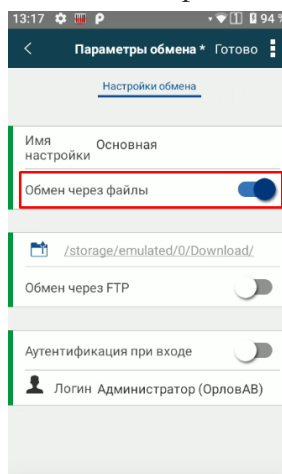 13:17 94 %
Параметры обмена * Готово
Настройки обмена
Имя настройки Основная
Обмен через файлы
/storage/emulated/0/Download/
Обмен через FTP
Аутентификация при входе
Логин Администратор (ОрловАВ)